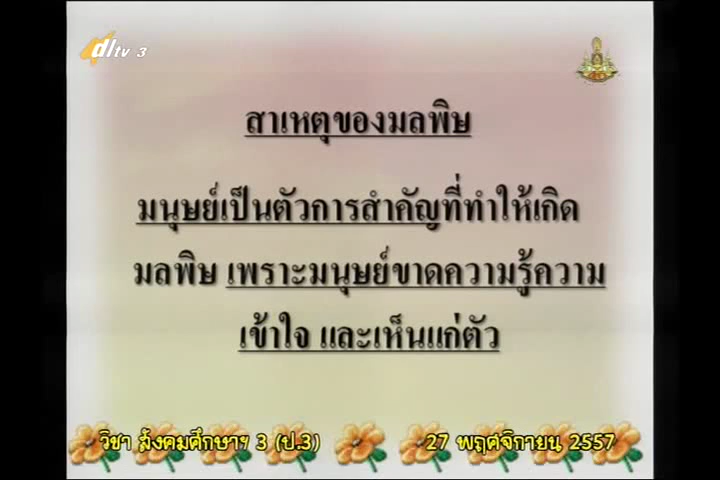 dltv 3
สาเหตุของมลพิษ
มนุษย์เป็นตัวการสำคัญที่ทำให้เกิด
มลพิษ เพราะมนุษย์ขาดความรู้ความ
เข้าใจ และเห็นแก่ตัว
วิชา สังคมศึกษาฯ 3 (ป.3) 27 พฤศจิกายน 2557